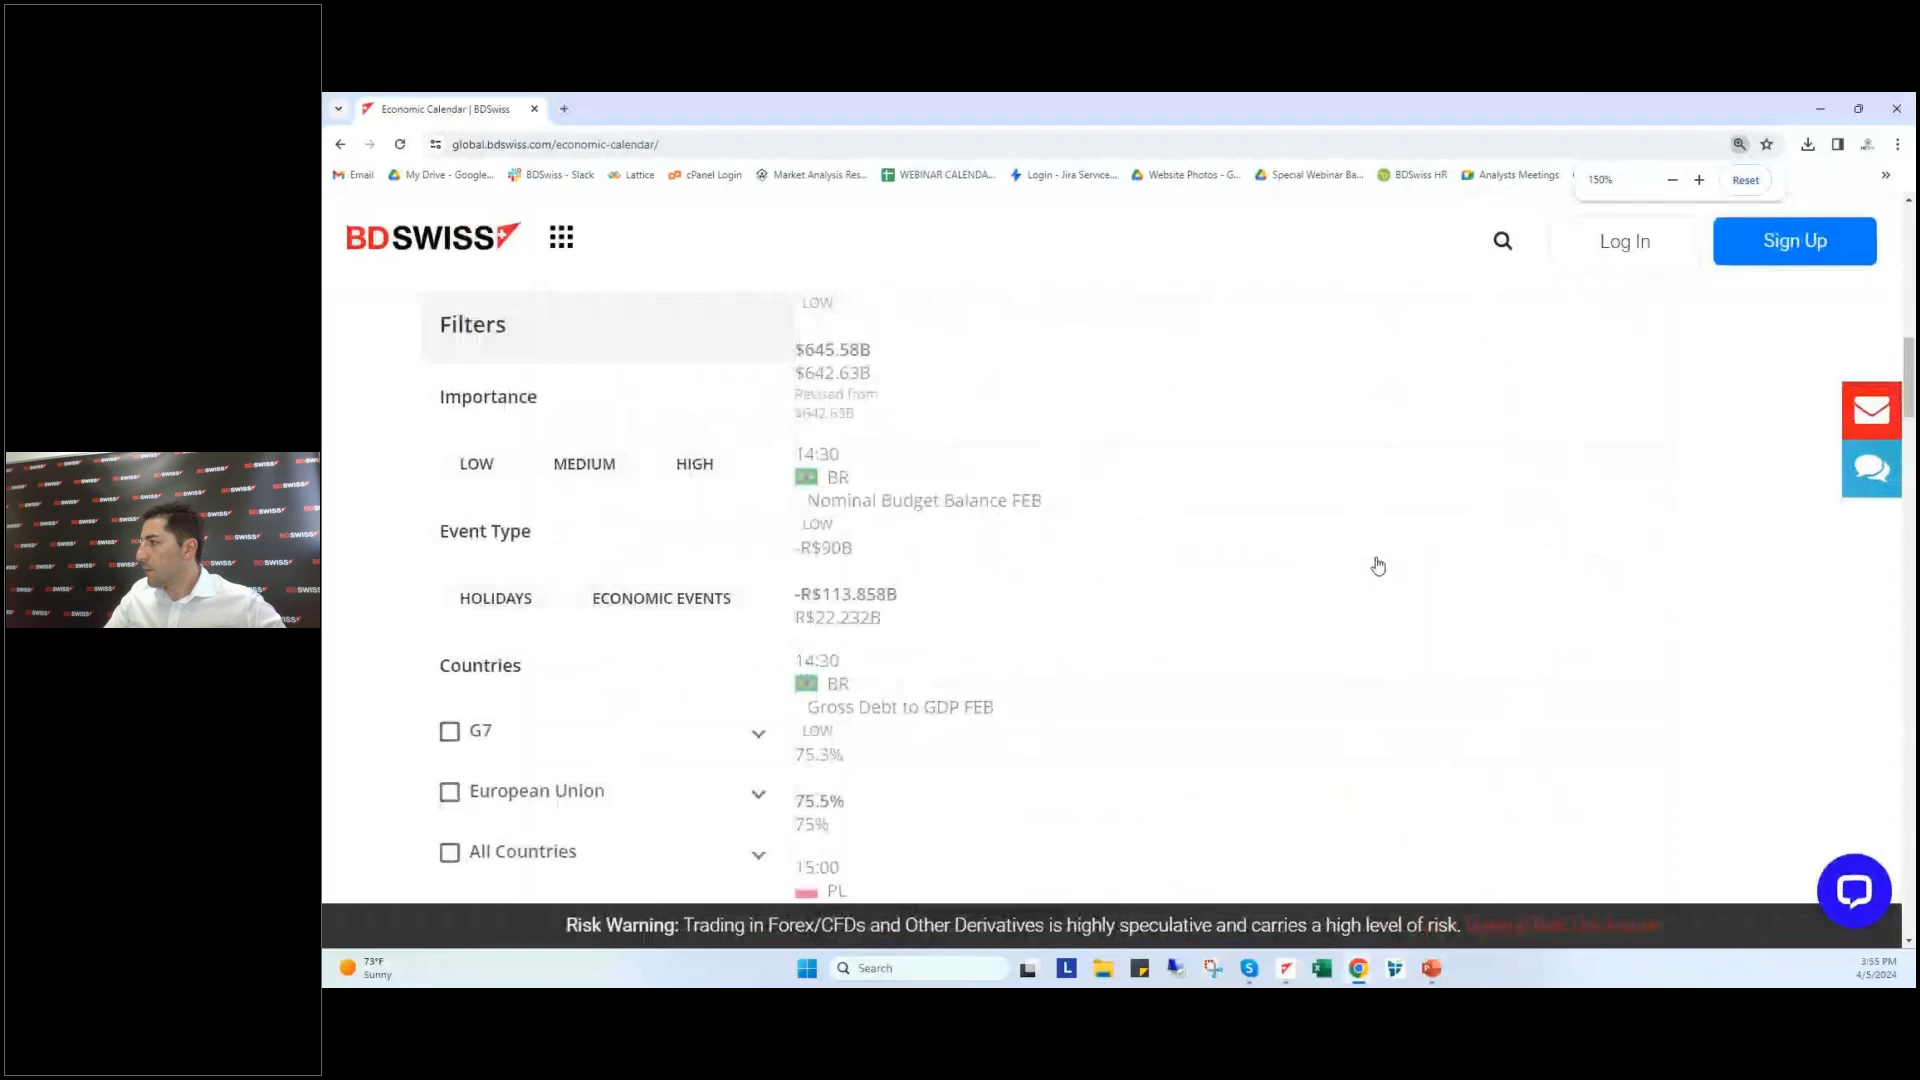 Economic Calendar | BDSwiss
global.bdswiss.com/economic-calendar/
Email
My Drive - Google...
BDSwiss - Slack
Lattice
cPanel Login
Market Analysis Res...
WEBINAR CALENDA...
Login - Jira Service...
Website Photos - G...
Special Webinar Ba...
BDSwiss HR
Analysts Meetings
»
150%
Reset
BDSWISS
Log In
Sign Up
Filters
Importance
LOW MEDIUM HIGH
Event Type
HOLIDAYS ECONOMIC EVENTS
Countries
G7
European Union
All Countries
LOW
$645.58B
$642.63B
Revised from
$642.63B
14:30
BR
Nominal Budget Balance FEB
LOW
-R$90B
-R$113.858B
R$22.232B
14:30
BR
Gross Debt to GDP FEB
LOW
75.3%
75.5%
75%
15:00
PL
Risk Warning: Trading in Forex/CFDs and Other Derivatives is highly speculative and carries a high level of risk.
73°F
Sunny
Search
3:55 PM
4/5/2024